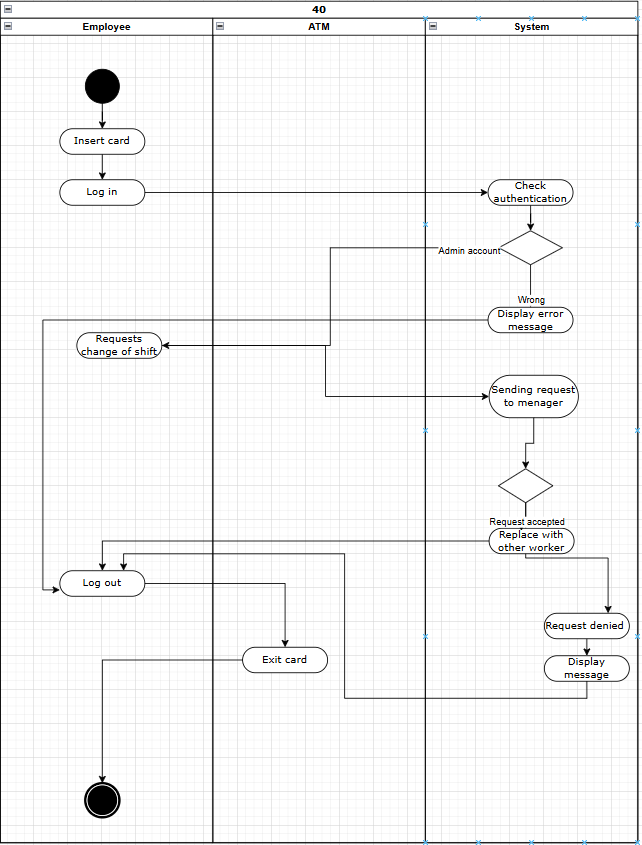 40
Employee
ATM
System
Insert card
Log in
Check
authentication
Admin account
Wrong
Display error
message
Requests
change of shift
Sending request
to menager
Request accepted
Replace with
other worker
Log out
Request denied
Exit card
Display
message